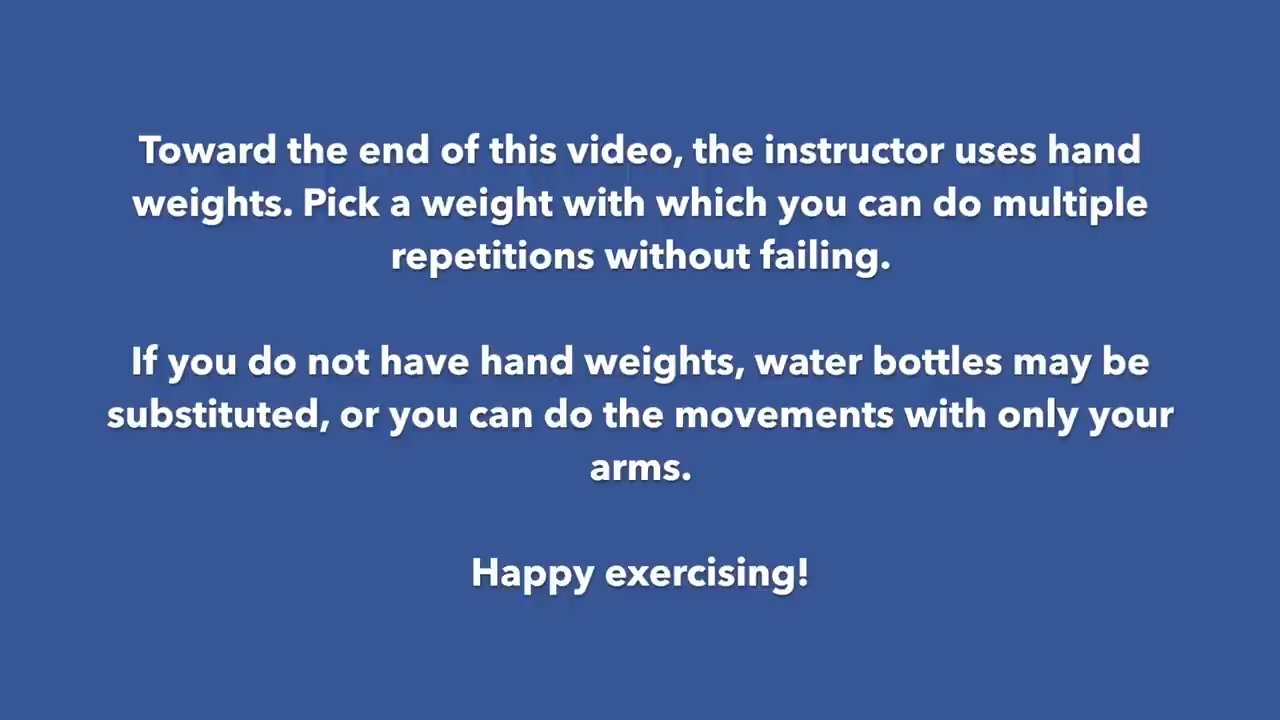 Toward the end of this video, the instructor uses hand
weights. Pick a weight with which you can do multiple
repetitions without failing.
If you do not have hand weights, water bottles may be
substituted, or you can do the movements with only your
arms.
Happy exercising!